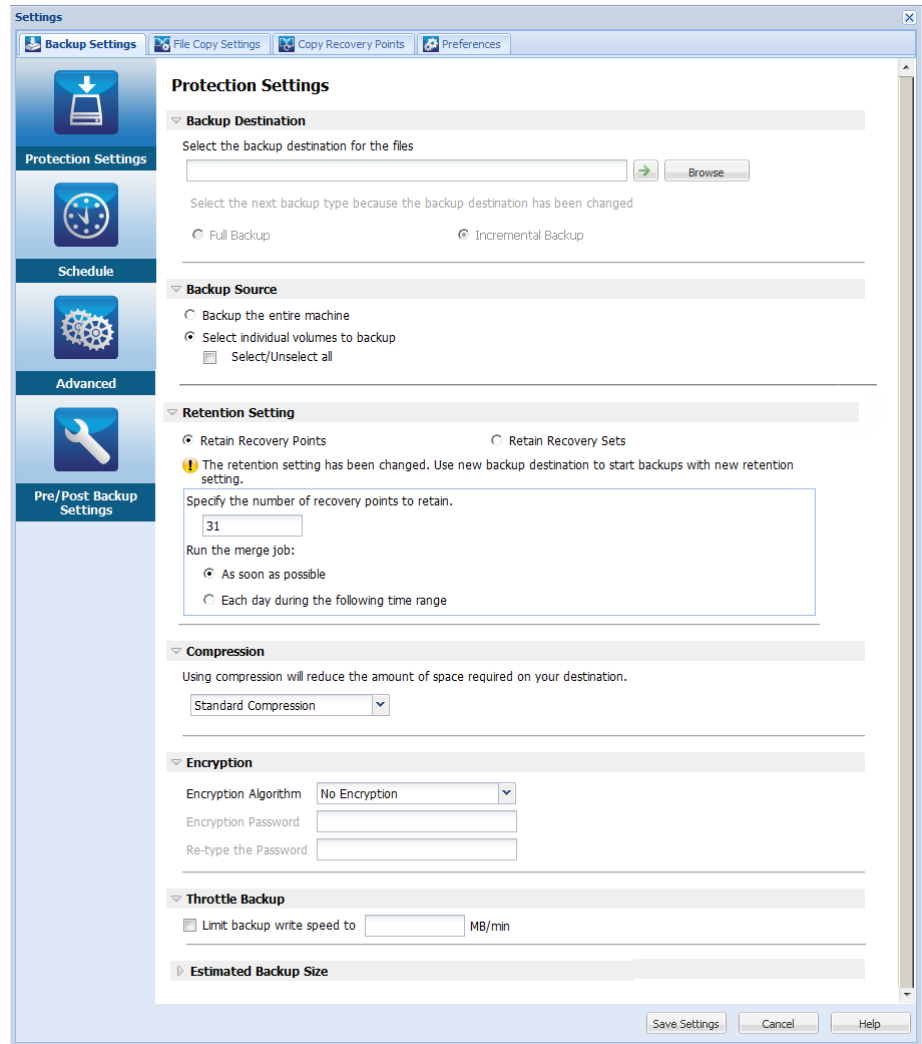 Settings
Backup Settings
File Copy Settings
Copy Recovery Points
Preferences
Protection Settings
Schedule
Advanced
Pre/Post Backup
Settings
Protection Settings
Backup Destination
Select the backup destination for the files
Browse
Select the next backup type because the backup destination has been changed
Full Backup
Incremental Backup
Backup Source
Backup the entire machine
Select individual volumes to backup
Select/Unselect all
Retention Setting
Retain Recovery Points
Retain Recovery Sets
The retention setting has been changed. Use new backup destination to start backups with new retention
setting.
Specify the number of recovery points to retain.
31
Run the merge job:
As soon as possible
Each day during the following time range
Compression
Using compression will reduce the amount of space required on your destination.
Standard Compression
Encryption
Encryption Algorithm
No Encryption
Encryption Password
Re-type the Password
Throttle Backup
Limit backup write speed to
MB/min
Estimated Backup Size
Save Settings
Cancel
Help